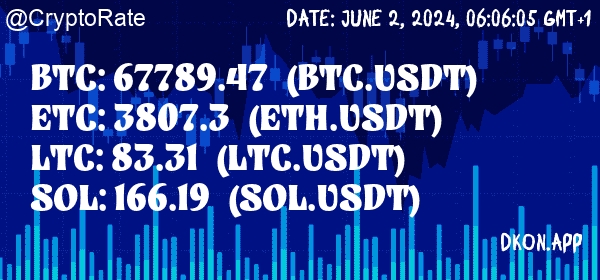 @CryptoRate
DATE: JUNE 2, 2024, 06:06:05 GMT+1
BTC: 67789.47 (BTC.USDT)
ETC: 3807.3 (ETH.USDT)
LTC: 83.31 (LTC.USDT)
SOL: 166.19 (SOL.USDT)
DKON.APP